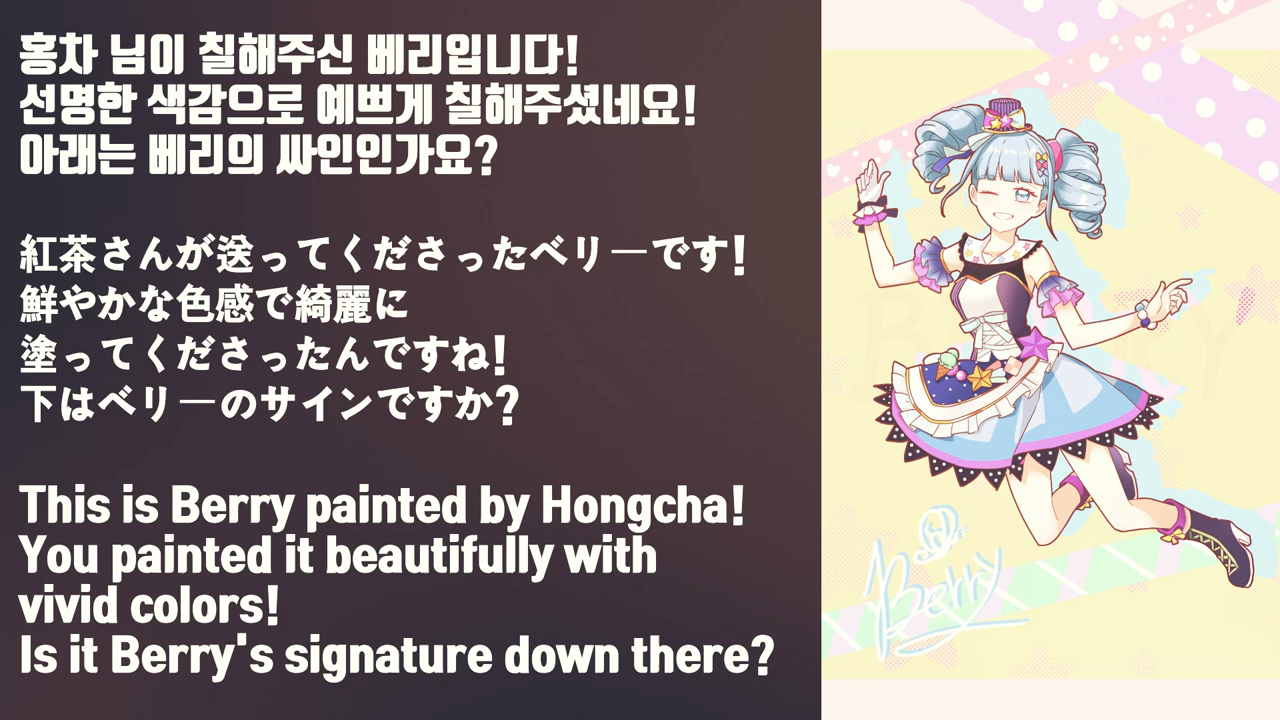 홍차 님이 칠해주신 베리입니다!
선명한 색감으로 예쁘게 칠해주셨네요!
아래는 베리의 싸인인가요?
紅茶さんが送ってくださったベリーです!
鮮やかな色感で綺麗に
塗ってくださったんですね!
下はベリーのサインですか?
This is Berry painted by Hongcha!
You painted it beautifully with
vivid colors!
Is it Berry's signature down there?
BERRY
Berry